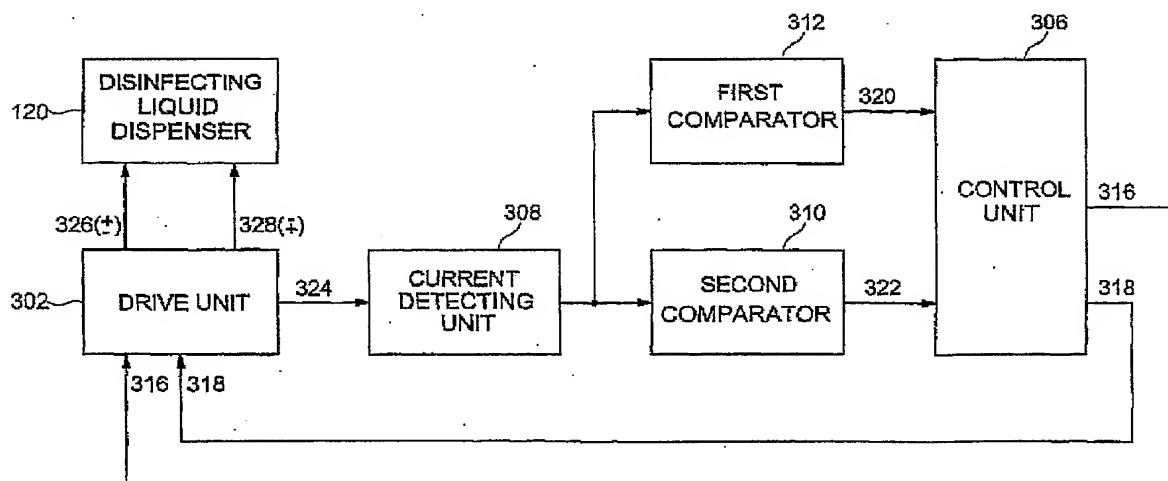 312
306
DISINFECTING
LIQUID
DISPENSER
120
FIRST
COMPARATOR
320
CONTROL
UNIT
316
326(±)
328(∓)
308
310
302
DRIVE UNIT
324
CURRENT
DETECTING
UNIT
SECOND
COMPARATOR
322
318
316
318